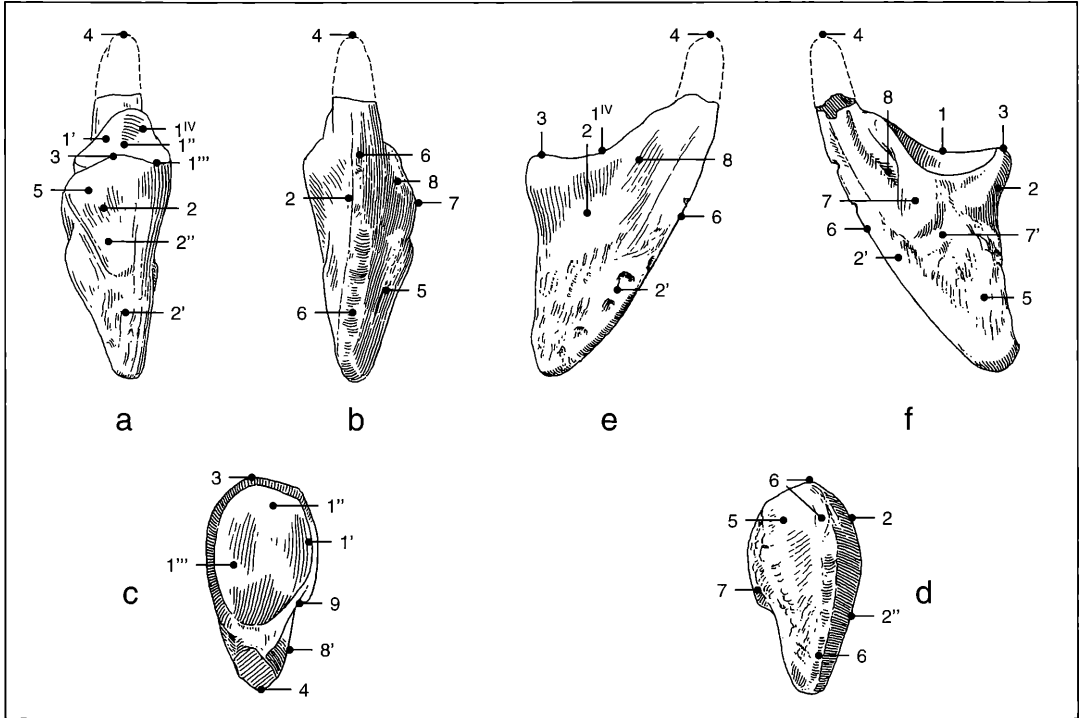 4 4 4 4
1' 1ᴵⱽ 1'' 3 1''' 5 2 2'' 2'
6 2 8 7 5 6
3 1ᴵⱽ 2 8 6 2'
8 1 3 7 2 6 7' 2' 5
a b e f
3 1'' 1' 1''' 9 8' 4
c
6 5 2 7 2'' 6
d